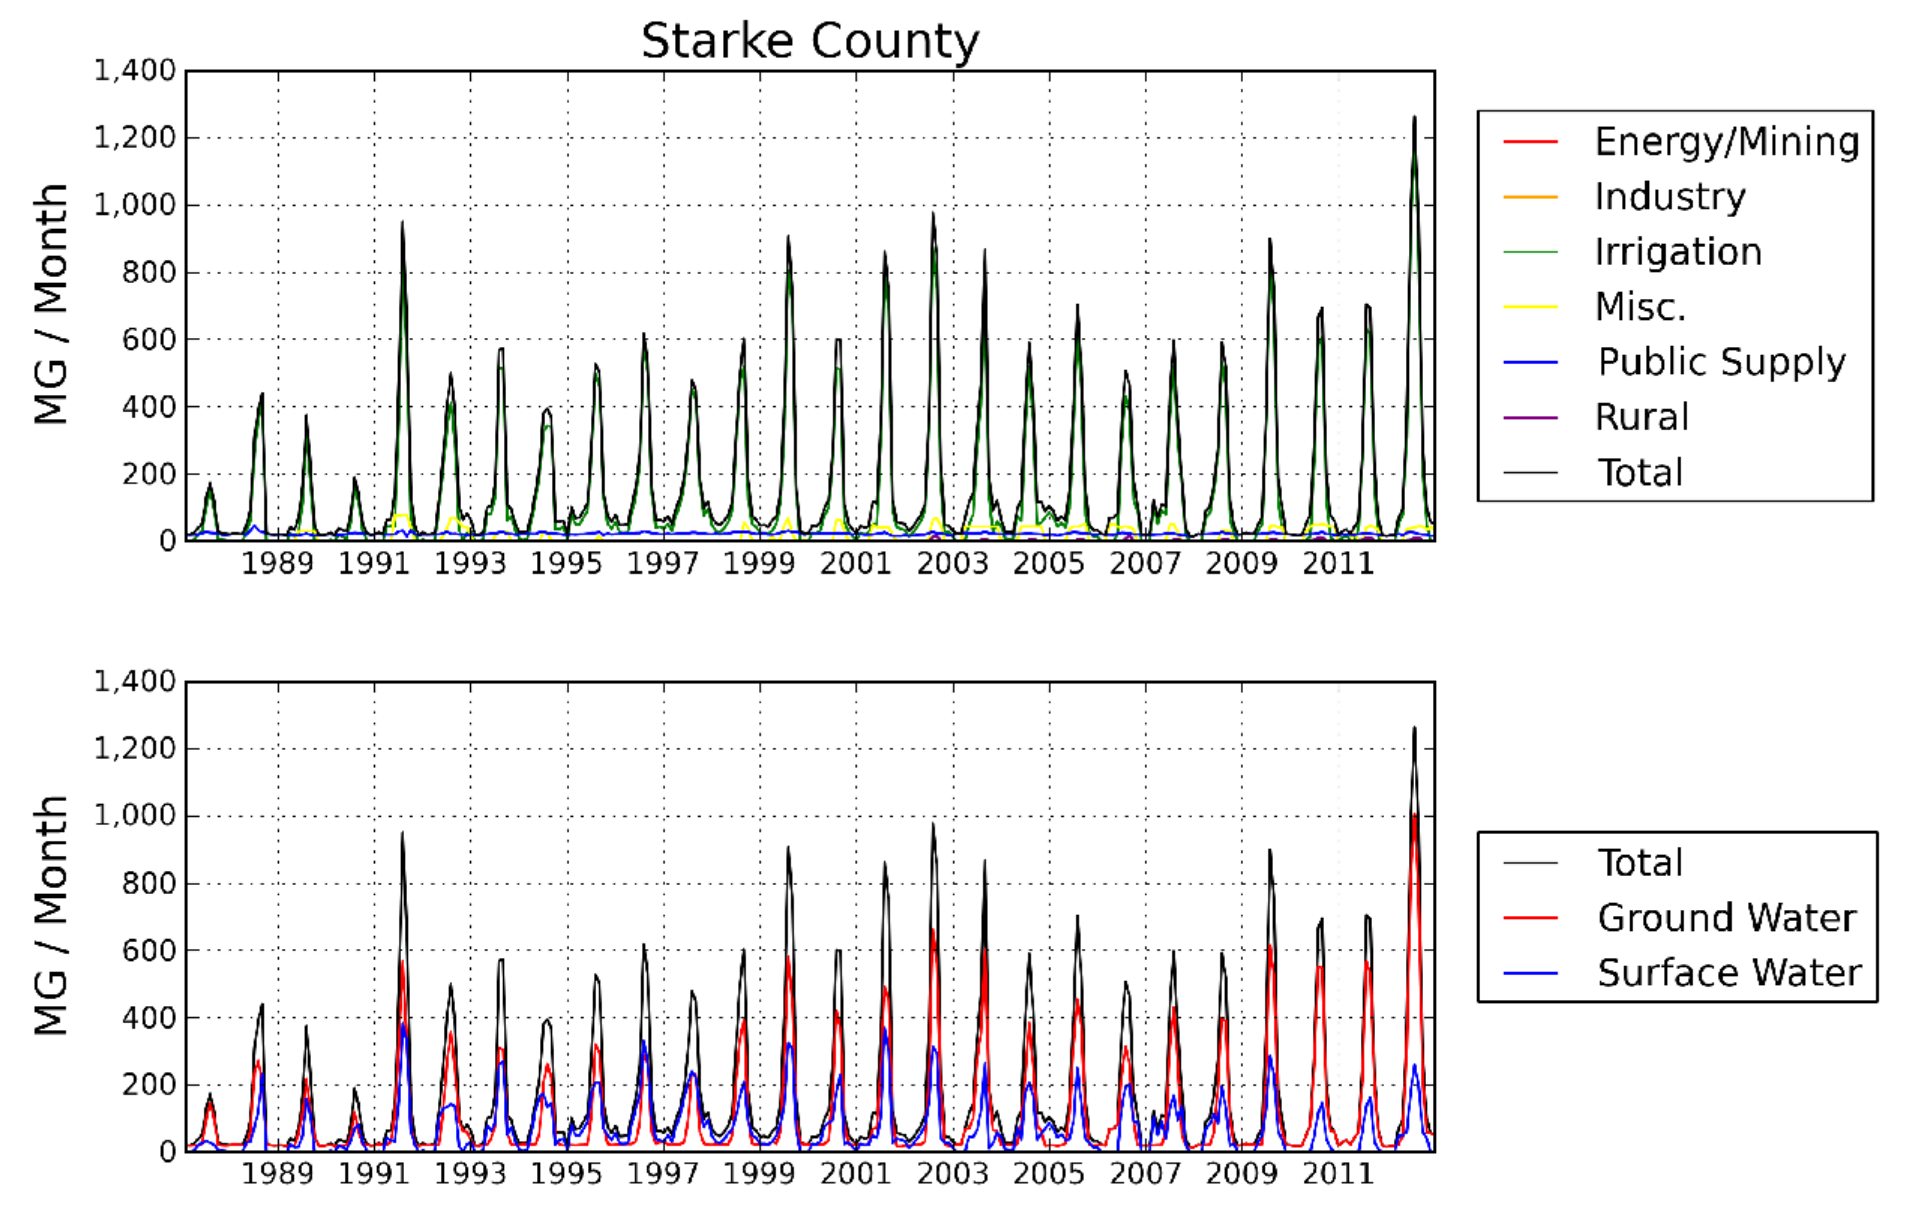 Starke County
1,400
1,200
1,000
800
600
400
200
0
MG / Month
1989 1991 1993 1995 1997 1999 2001 2003 2005 2007 2009 2011
Energy/Mining
Industry
Irrigation
Misc.
Public Supply
Rural
Total
1,400
1,200
1,000
800
600
400
200
0
MG / Month
1989 1991 1993 1995 1997 1999 2001 2003 2005 2007 2009 2011
Total
Ground Water
Surface Water